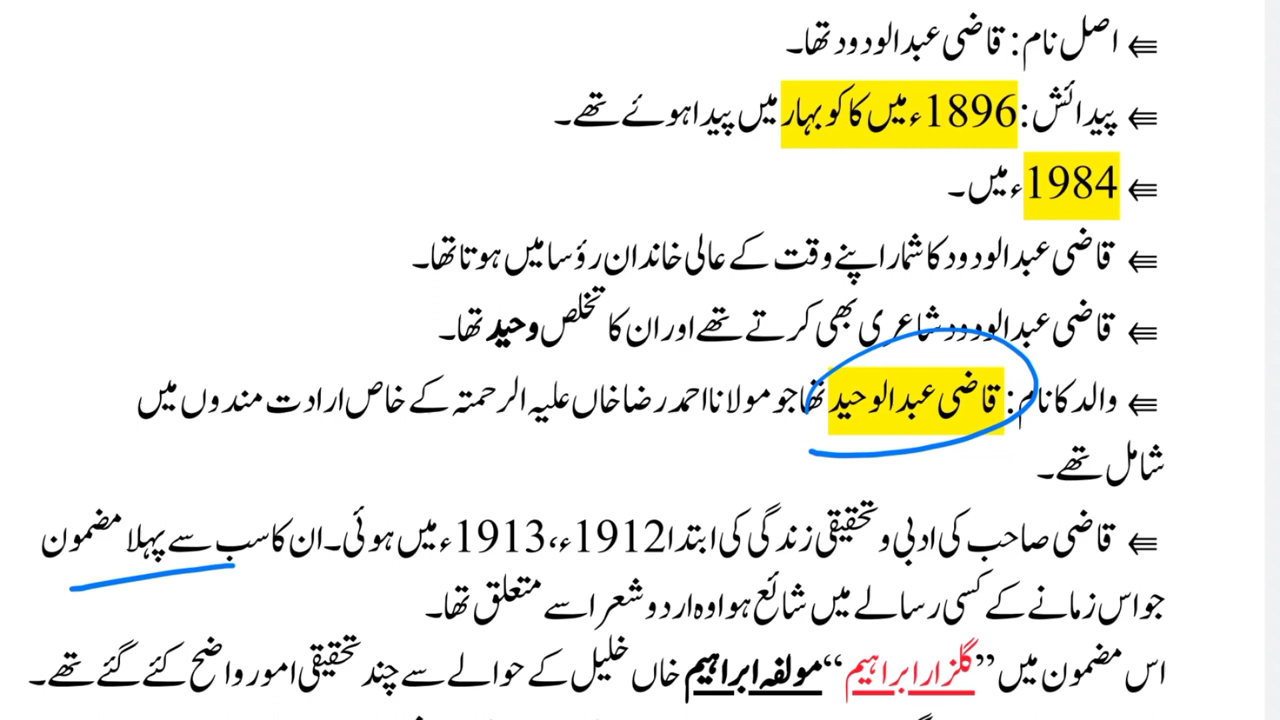 ⇚ اصل نام: قاضی عبدالودود تھا۔
⇚ پیدائش: 1896ء میں کاکو بہار میں پیدا ہوئے تھے۔
⇚ 1984ء میں۔
⇚ قاضی عبدالودود کا شمار اپنے وقت کے عالی خاندان رؤسا میں ہوتا تھا۔
⇚ قاضی عبدالوودود شاعری بھی کرتے تھے اور ان کا تخلص وحید تھا۔
⇚ والد کا نام: قاضی عبدالوحید تھا جو مولانا احمد رضا خاں علیہ الرحمتہ کے خاص ارادت مندوں میں
شامل تھے۔
⇚ قاضی صاحب کی ادبی و تحقیقی زندگی کی ابتدا 1912ء، 1913ء میں ہوئی۔ ان کا سب سے پہلا مضمون
جو اس زمانے کے کسی رسالے میں شائع ہوا وہ اردو شعرا سے متعلق تھا۔
اس مضمون میں ”گلزار ابراہیم“ مولفہ ابراہیم خاں خلیل کے حوالے سے چند تحقیقی امور واضح کئے گئے تھے۔